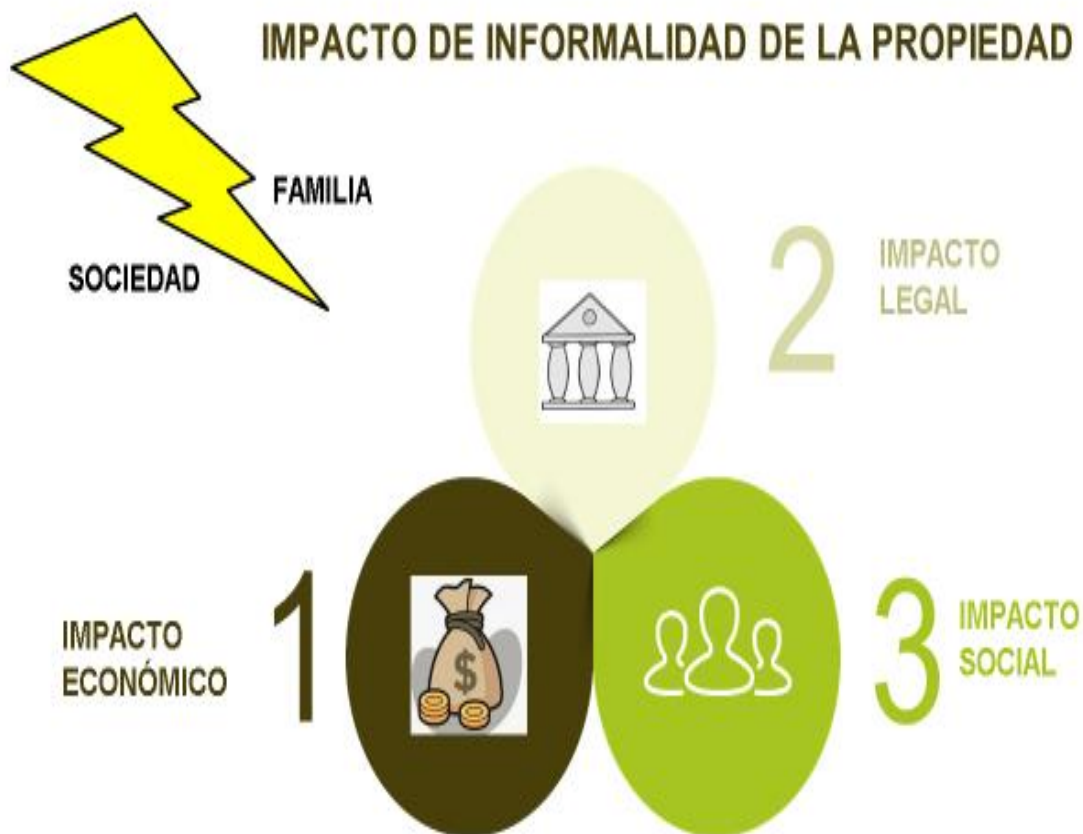 IMPACTO DE INFORMALIDAD DE LA PROPIEDAD
FAMILIA
SOCIEDAD
2
IMPACTO
LEGAL
$
1
IMPACTO
ECONÓMICO
3
IMPACTO
SOCIAL